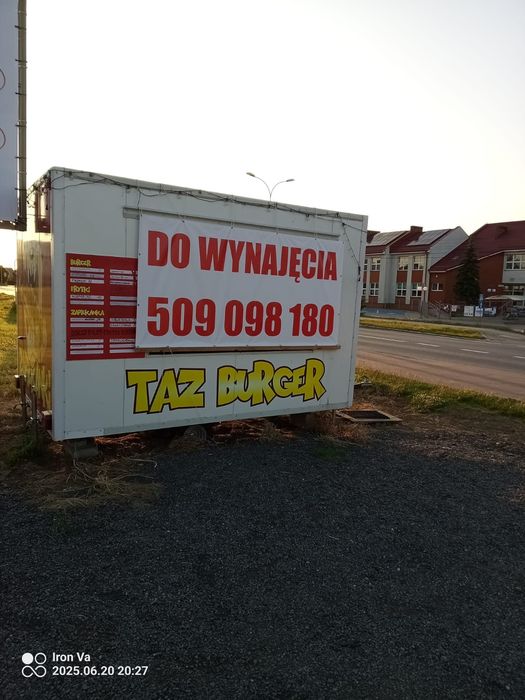 DO WYNAJĘCIA
509 098 180
BURGER
FRYTKI
ZAPIEKANKA
TAZ BURGER
Iron Va
2025.06.20 20:27